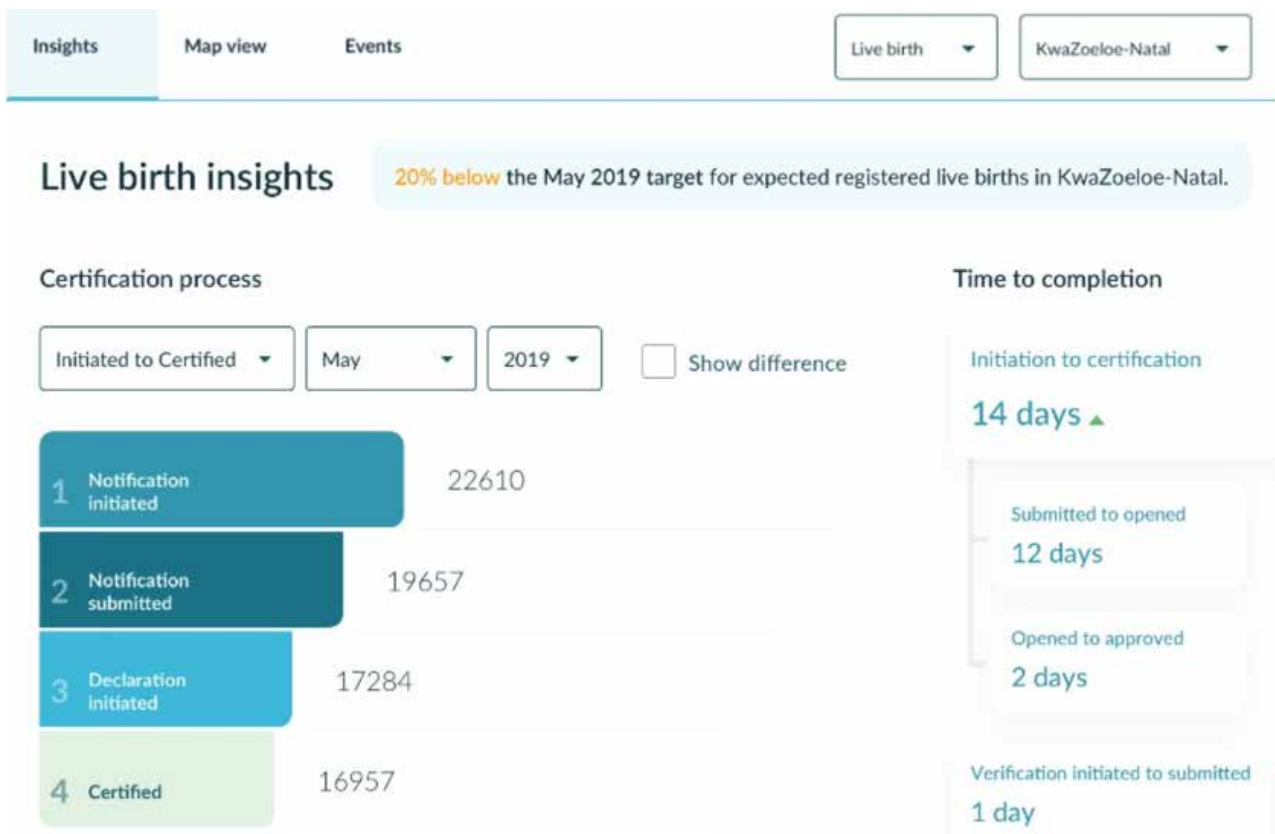 Insights Map view Events Live birth KwaZoeloe-Natal
Live birth insights
20% below the May 2019 target for expected registered live births in KwaZoeloe-Natal.
Certification process
Initiated to Certified May 2019 Show difference
1 Notification
initiated
22610
2 Notification
submitted
19657
3 Declaration
initiated
17284
4 Certified
16957
Time to completion
Initiation to certification
14 days
Submitted to opened
12 days
Opened to approved
2 days
Verification initiated to submitted
1 day